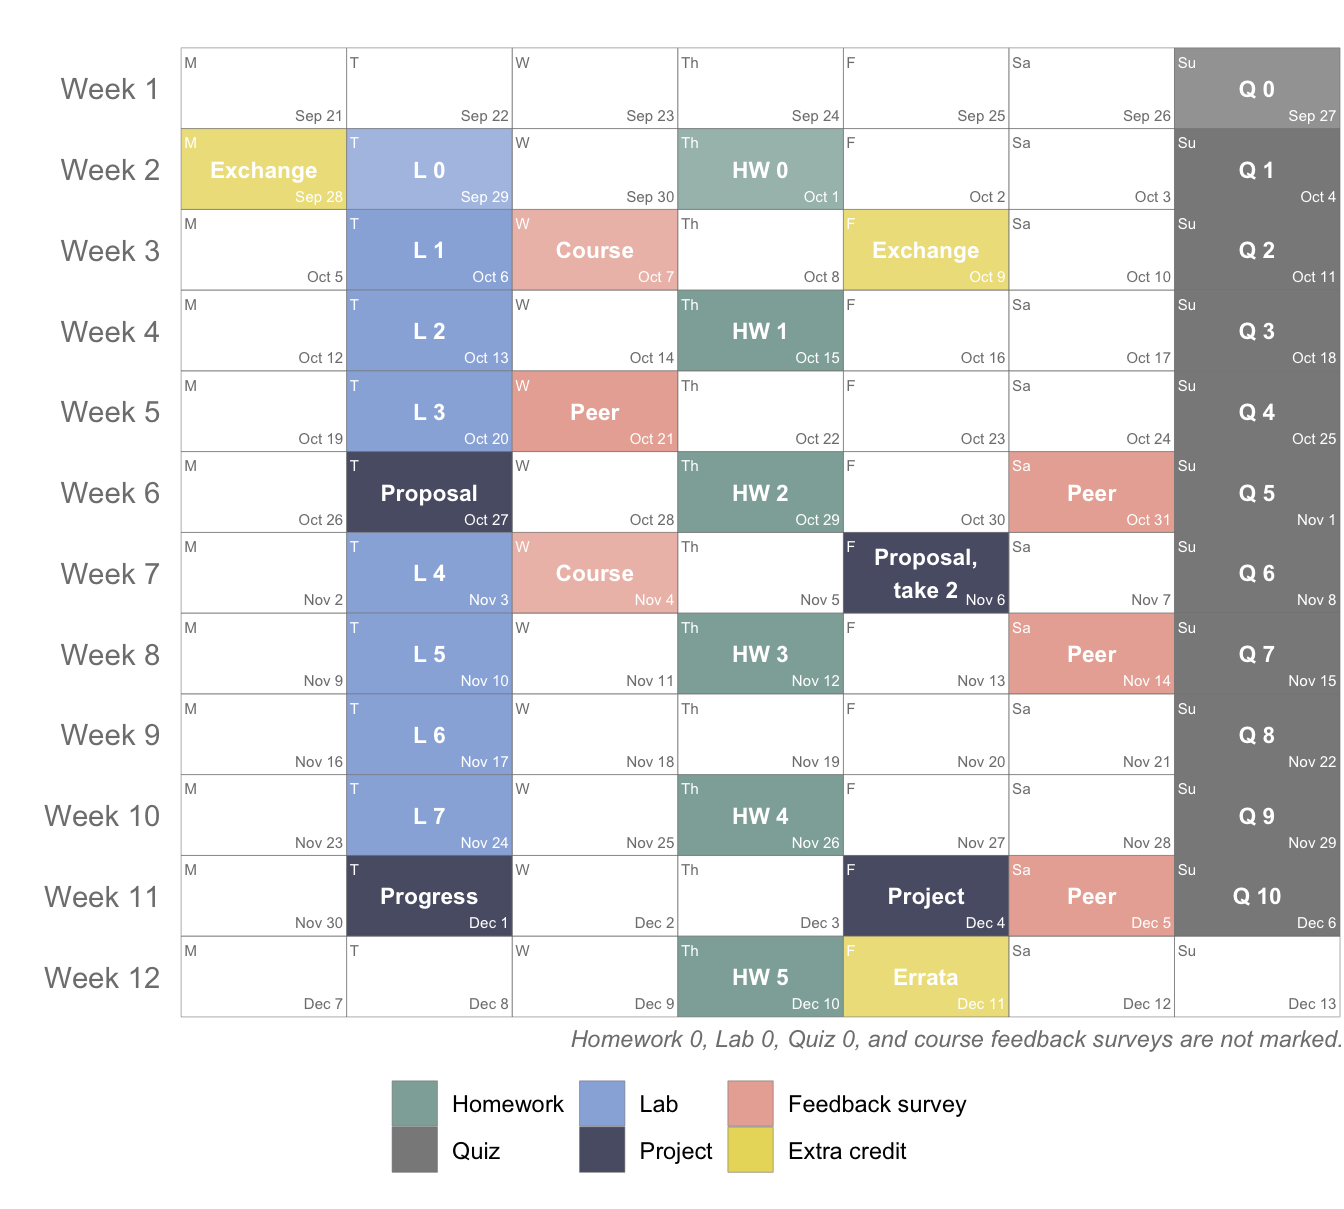 M T W Th F Sa Su
Week 1 Q 0
Sep 21 Sep 22 Sep 23 Sep 24 Sep 25 Sep 26 Sep 27
M T W Th F Sa Su
Week 2 Exchange L 0 HW 0 Q 1
Sep 28 Sep 29 Sep 30 Oct 1 Oct 2 Oct 3 Oct 4
M T W Th F Sa Su
Week 3 L 1 Course Exchange Q 2
Oct 5 Oct 6 Oct 7 Oct 8 Oct 9 Oct 10 Oct 11
M T W Th F Sa Su
Week 4 L 2 HW 1 Q 3
Oct 12 Oct 13 Oct 14 Oct 15 Oct 16 Oct 17 Oct 18
M T W Th F Sa Su
Week 5 L 3 Peer Q 4
Oct 19 Oct 20 Oct 21 Oct 22 Oct 23 Oct 24 Oct 25
M T W Th F Sa Su
Week 6 Proposal HW 2 Peer Q 5
Oct 26 Oct 27 Oct 28 Oct 29 Oct 30 Oct 31 Nov 1
M T W Th F Sa Su
Week 7 L 4 Course Proposal, take 2 Q 6
Nov 2 Nov 3 Nov 4 Nov 5 Nov 6 Nov 7 Nov 8
M T W Th F Sa Su
Week 8 L 5 HW 3 Peer Q 7
Nov 9 Nov 10 Nov 11 Nov 12 Nov 13 Nov 14 Nov 15
M T W Th F Sa Su
Week 9 L 6 Q 8
Nov 16 Nov 17 Nov 18 Nov 19 Nov 20 Nov 21 Nov 22
M T W Th F Sa Su
Week 10 L 7 HW 4 Q 9
Nov 23 Nov 24 Nov 25 Nov 26 Nov 27 Nov 28 Nov 29
M T W Th F Sa Su
Week 11 Progress Project Peer Q 10
Nov 30 Dec 1 Dec 2 Dec 3 Dec 4 Dec 5 Dec 6
M T W Th F Sa Su
Week 12 HW 5 Errata
Dec 7 Dec 8 Dec 9 Dec 10 Dec 11 Dec 12 Dec 13
Homework 0, Lab 0, Quiz 0, and course feedback surveys are not marked.
Homework Lab Feedback survey
Quiz Project Extra credit